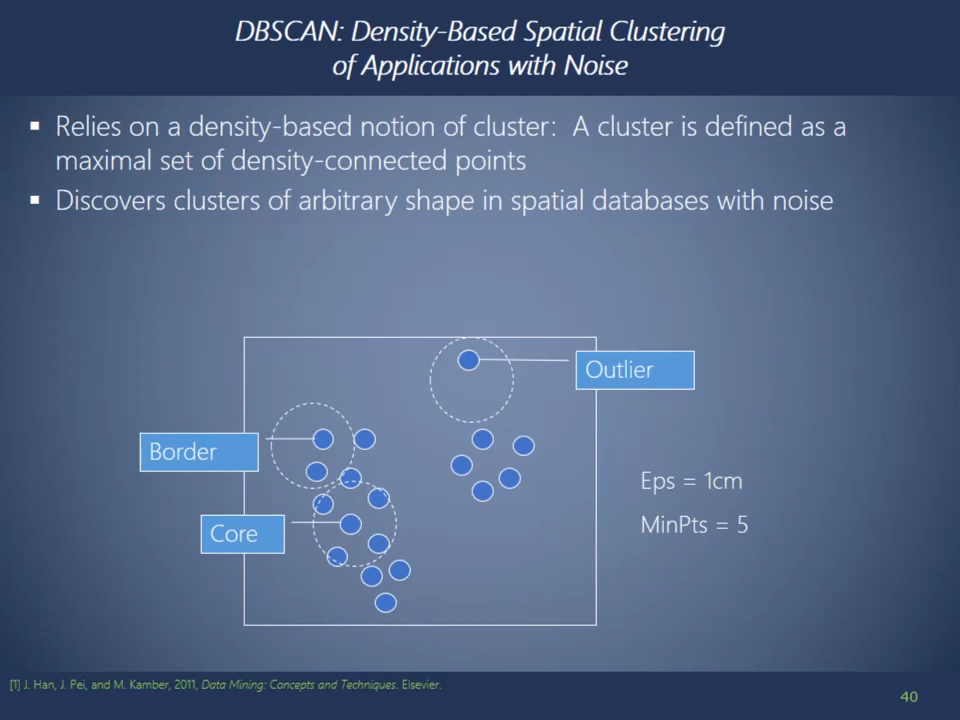 DBSCAN: Density-Based Spatial Clustering
of Applications with Noise
▪ Relies on a density-based notion of cluster: A cluster is defined as a
maximal set of density-connected points
▪ Discovers clusters of arbitrary shape in spatial databases with noise
Outlier
Border
Core
Eps = 1cm
MinPts = 5
[1] J. Han, J. Pei, and M. Kamber, 2011, Data Mining: Concepts and Techniques. Elsevier.
40